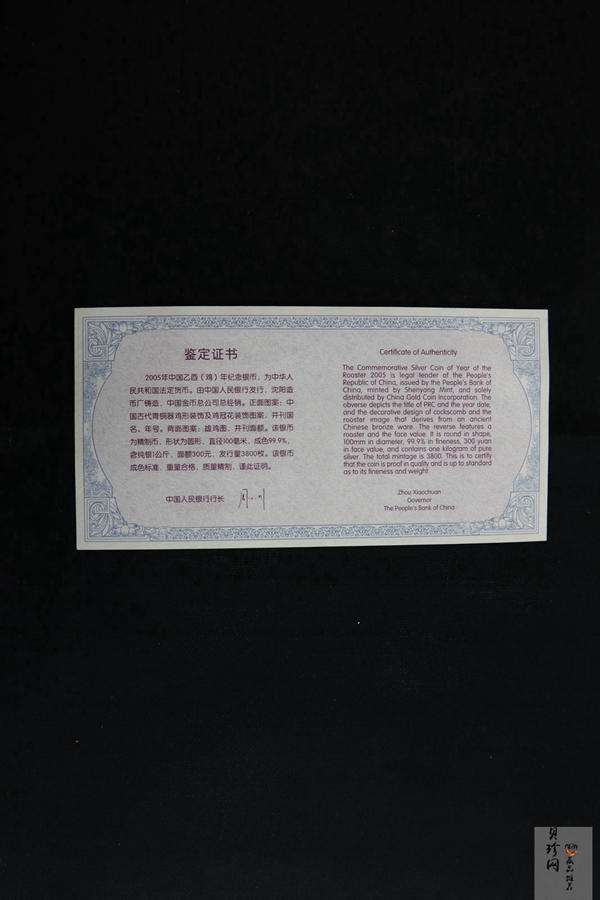 鉴定证书
2005年中国乙酉（鸡）年纪念银币，为中华人
民共和国法定货币。由中国人民银行发行，沈阳造
币厂铸造，中国金币总公司总经销。正面图案：中
国古代青铜器鸡形装饰及鸡冠花装饰图案，并刊国
名、年号。背面图案：雄鸡图，并刊面额。该银币
为精制币，形状为圆形，直径100毫米，成色99.9%，
含纯银1公斤，面额300元，发行量3800枚。该银币
成色标准，重量合格，质量精制，谨此证明。
中国人民银行行长
Certificate of Authenticity
The Commemorative Silver Coin of Year of the
Rooster 2005 is legal tender of the People's
Republic of China, issued by the People's Bank of
China, minted by Shenyang Mint, and solely
distributed by China Gold Coin Incorporation. The
obverse depicts the title of PRC and the year date,
and the decorative design of cockscomb and the
rooster image that derives from an ancient
Chinese bronze ware. The reverse features a
rooster and the face value. It is round in shape,
100mm in diameter, 99.9% in fineness, 300 yuan
in face value, and contains one kilogram of pure
silver. The total mintage is 3800. This is to certify
that the coin is proof in quality and is up to standard
as to its fineness and weight.
Zhou Xiaochuan
Governor
The People's Bank of China
贝珍网
藏品推荐